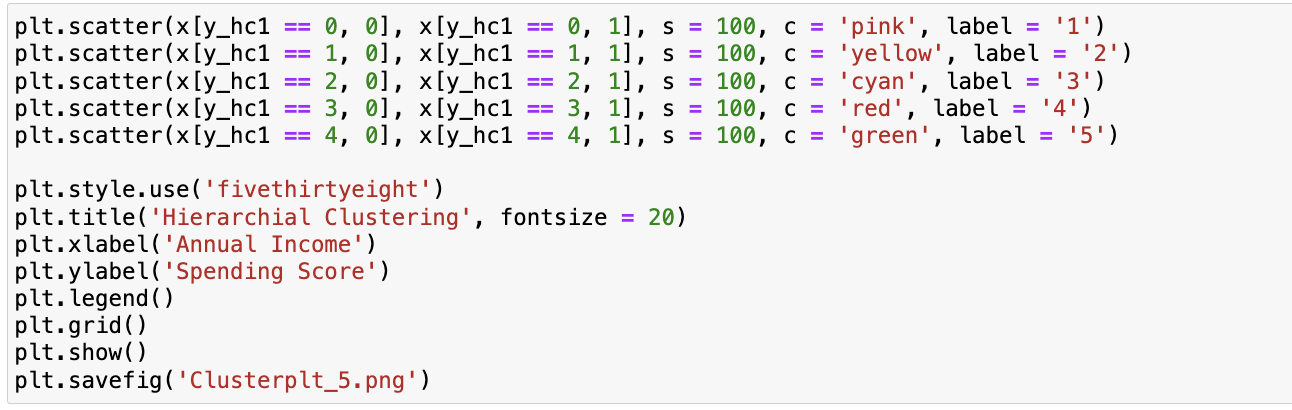 plt.scatter(x[y_hc1 == 0, 0], x[y_hc1 == 0, 1], s = 100, c = 'pink', label = '1')
plt.scatter(x[y_hc1 == 1, 0], x[y_hc1 == 1, 1], s = 100, c = 'yellow', label = '2')
plt.scatter(x[y_hc1 == 2, 0], x[y_hc1 == 2, 1], s = 100, c = 'cyan', label = '3')
plt.scatter(x[y_hc1 == 3, 0], x[y_hc1 == 3, 1], s = 100, c = 'red', label = '4')
plt.scatter(x[y_hc1 == 4, 0], x[y_hc1 == 4, 1], s = 100, c = 'green', label = '5')

plt.style.use('fivethirtyeight')
plt.title('Hierarchial Clustering', fontsize = 20)
plt.xlabel('Annual Income')
plt.ylabel('Spending Score')
plt.legend()
plt.grid()
plt.show()
plt.savefig('Clusterplt_5.png')